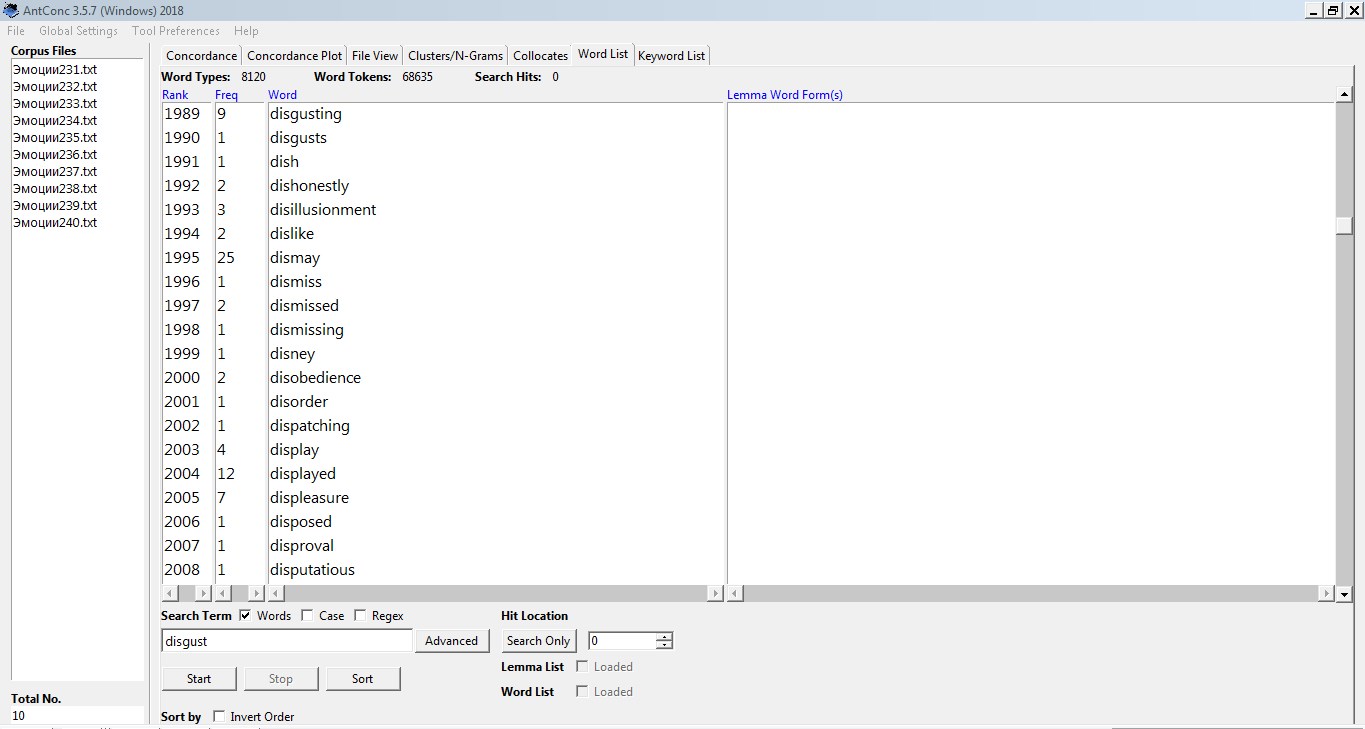 AntConc 3.5.7 (Windows) 2018
File Global Settings Tool Preferences Help
Corpus Files
Эмоции231.txt
Эмоции232.txt
Эмоции233.txt
Эмоции234.txt
Эмоции235.txt
Эмоции236.txt
Эмоции237.txt
Эмоции238.txt
Эмоции239.txt
Эмоции240.txt
Total No.
10
Concordance Concordance Plot File View Clusters/N-Grams Collocates Word List Keyword List
Word Types: 8120 Word Tokens: 68635 Search Hits: 0
Rank Freq Word Lemma Word Form(s)
1989 9 disgusting
1990 1 disgusts
1991 1 dish
1992 2 dishonestly
1993 3 disillusionment
1994 2 dislike
1995 25 dismay
1996 1 dismiss
1997 2 dismissed
1998 1 dismissing
1999 1 disney
2000 2 disobedience
2001 1 disorder
2002 1 dispatching
2003 4 display
2004 12 displayed
2005 7 displeasure
2006 1 disposed
2007 1 disproval
2008 1 disputatious
Search Term Words Case Regex Hit Location
disgust Advanced Search Only 0
Lemma List Loaded
Start Stop Sort
Word List Loaded
Sort by Invert Order